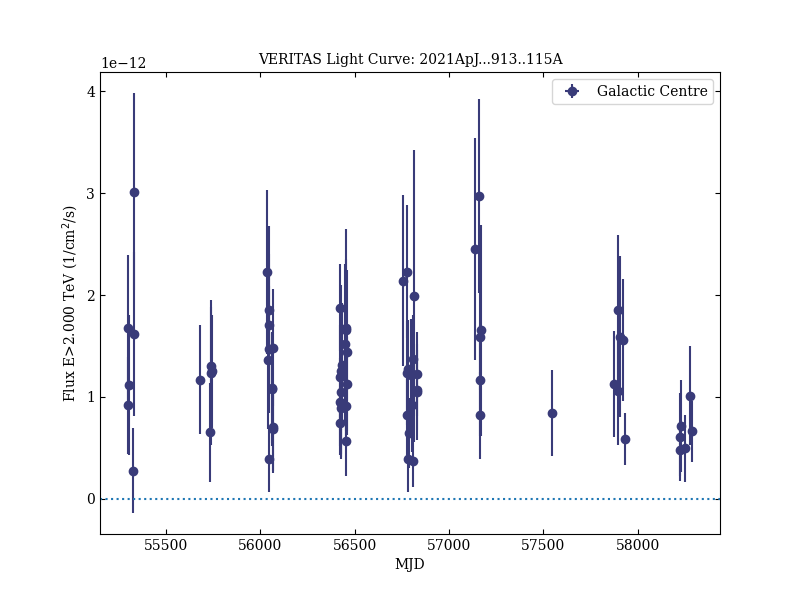 VERITAS Light Curve: 2021ApJ...913..115A
1e−12
Galactic Centre
4
3
2
1
0
Flux E>2.000 TeV (1/cm²/s)
55500 56000 56500 57000 57500 58000
MJD